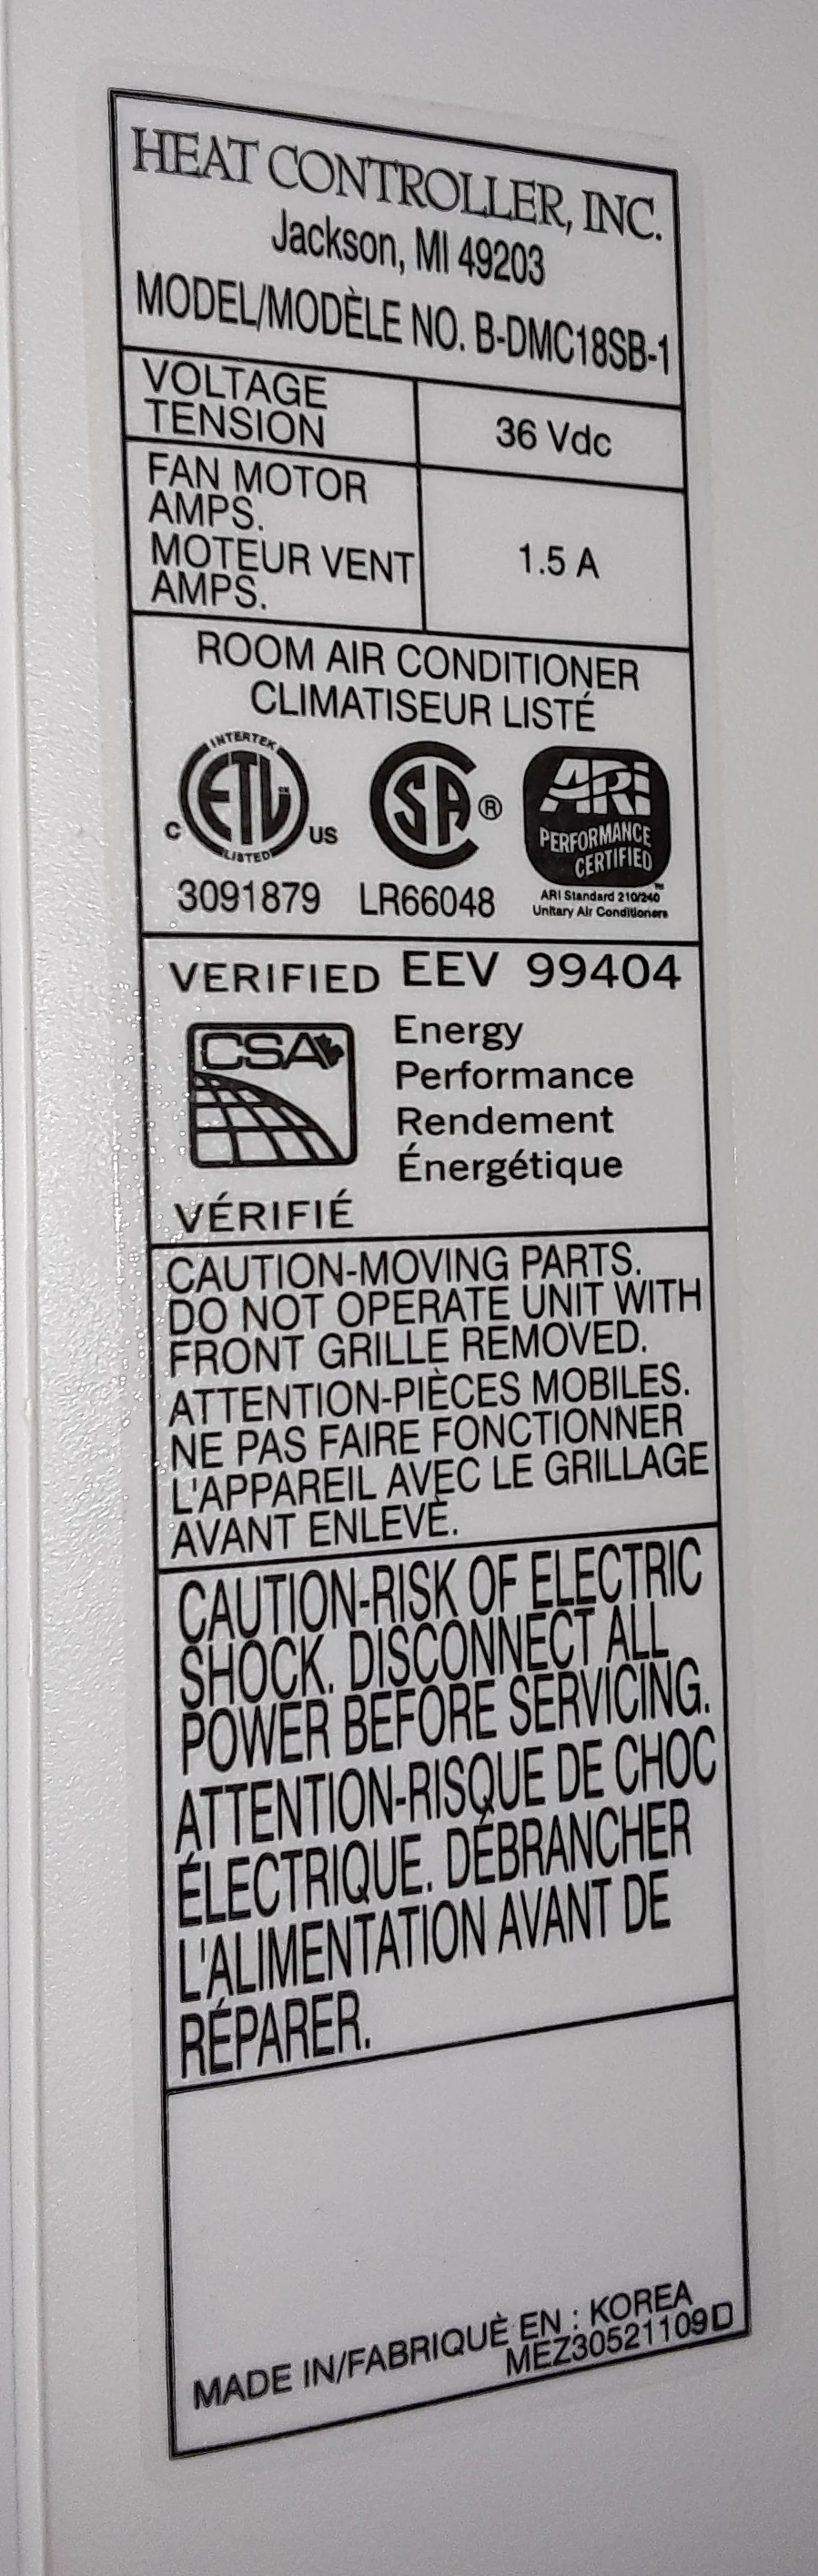 HEAT CONTROLLER, INC.
Jackson, MI 49203
MODEL/MODÈLE NO. B-DMC18SB-1
VOLTAGE
TENSION
36 Vdc
FAN MOTOR
AMPS.
MOTEUR VENT
AMPS.
1.5 A
ROOM AIR CONDITIONER
CLIMATISEUR LISTÉ
INTERTEK
ETL
CM
LISTED
C
US
3091879
SA ®
LR66048
ARI
PERFORMANCE
CERTIFIED
TM
ARI Standard 210/240
Unitary Air Conditioners
VERIFIED EEV 99404
CSA
Energy
Performance
Rendement
Énergétique
VÉRIFIÉ
CAUTION-MOVING PARTS.
DO NOT OPERATE UNIT WITH
FRONT GRILLE REMOVED.
ATTENTION-PIÈCES MOBILES.
NE PAS FAIRE FONCTIONNER
L'APPAREIL AVEC LE GRILLAGE
AVANT ENLEVÈ.
CAUTION-RISK OF ELECTRIC
SHOCK. DISCONNECT ALL
POWER BEFORE SERVICING.
ATTENTION-RISQUE DE CHOC
ÉLECTRIQUE. DÉBRANCHER
L'ALIMENTATION AVANT DE
RÉPARER.
MADE IN/FABRIQUÈ EN : KOREA
MEZ30521109D